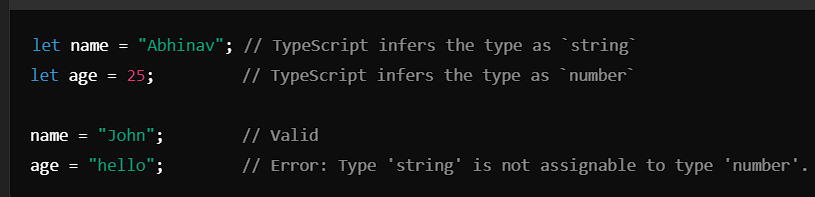 let name = "Abhinav"; // TypeScript infers the type as `string`
let age = 25;         // TypeScript infers the type as `number`
name = "John";        // Valid
age = "hello";        // Error: Type 'string' is not assignable to type 'number'.